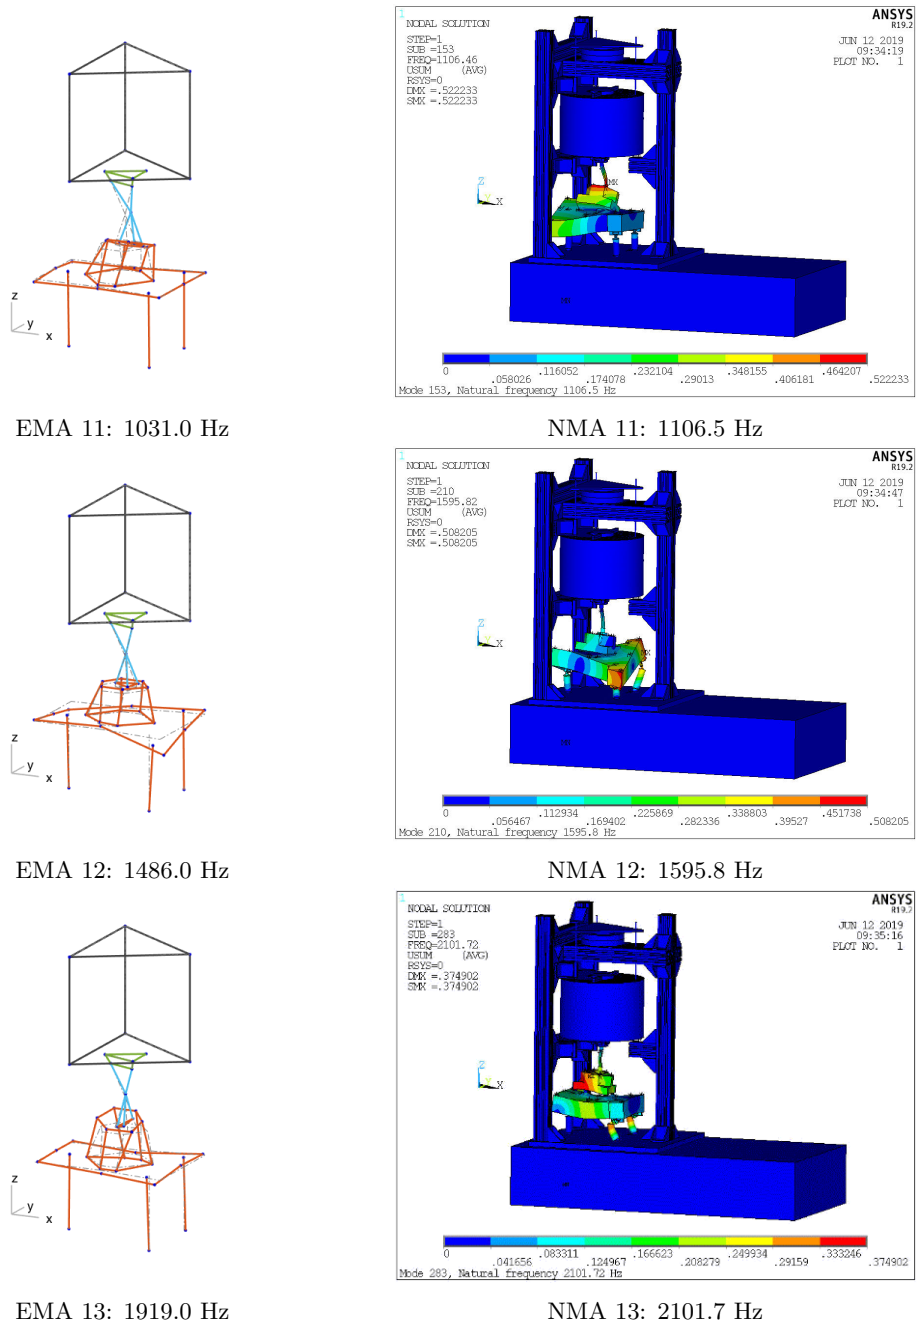 1
NODAL SOLUTION
STEP=1
SUB =153
FREQ=1106.46
USUM (AVG)
RSYS=0
DMX =.522233
SMX =.522233
ANSYS
R19.2
JUN 12 2019
09:34:19
PLOT NO. 1
MX
Z
X
z
y
x
0
.058026
.116052
.174078
.232104
.29013
.348155
.406181
.464207
.522233
Mode 153, Natural frequency 1106.5 Hz
EMA 11: 1031.0 Hz
NMA 11: 1106.5 Hz
1
NODAL SOLUTION
STEP=1
SUB =210
FREQ=1595.82
USUM (AVG)
RSYS=0
DMX =.508205
SMX =.508205
ANSYS
R19.2
JUN 12 2019
09:34:47
PLOT NO. 1
Z
X
MX
z
y
x
0
.056467
.112934
.169402
.225869
.282336
.338803
.39527
.451738
.508205
Mode 210, Natural frequency 1595.8 Hz
EMA 12: 1486.0 Hz
NMA 12: 1595.8 Hz
1
NODAL SOLUTION
STEP=1
SUB =283
FREQ=2101.72
USUM (AVG)
RSYS=0
DMX =.374902
SMX =.374902
ANSYS
R19.2
JUN 12 2019
09:35:16
PLOT NO. 1
Z
X
z
y
x
0
.041656
.083311
.124967
.166623
.208279
.249934
.29159
.333246
.374902
Mode 283, Natural frequency 2101.72 Hz
EMA 13: 1919.0 Hz
NMA 13: 2101.7 Hz